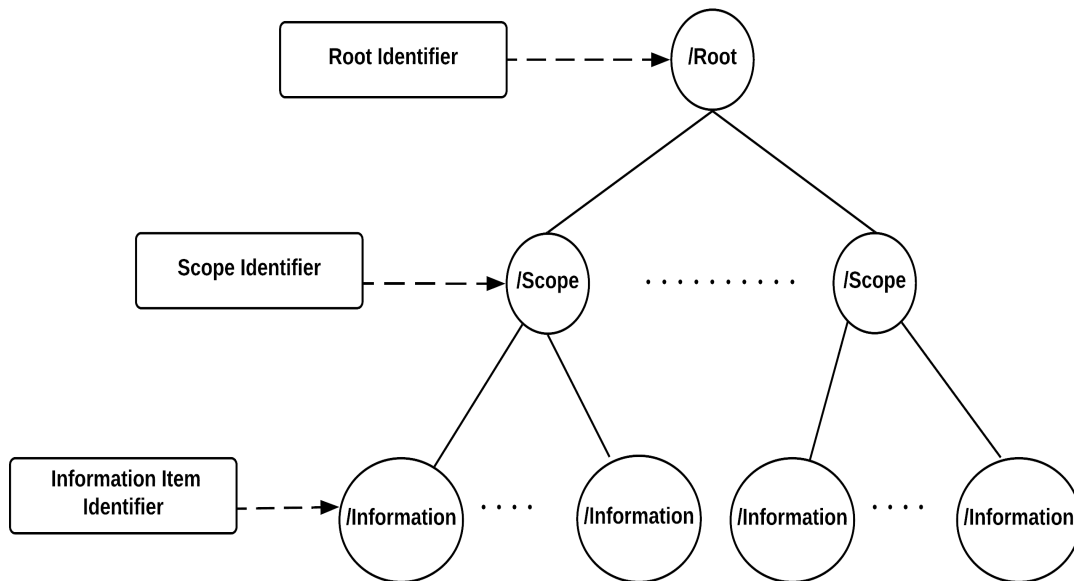 Root Identifier
/Root
Scope Identifier
/Scope
/Scope
Information Item
Identifier
/Information
/Information
/Information
/Information